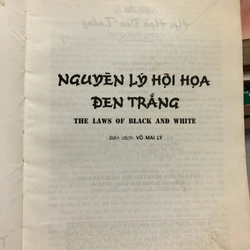 NGUYÊN LÝ HỘI HỌA
ĐEN TRẮNG
THE LAWS OF BLACK AND WHITE
Biên dịch: VÕ MAI LÝ